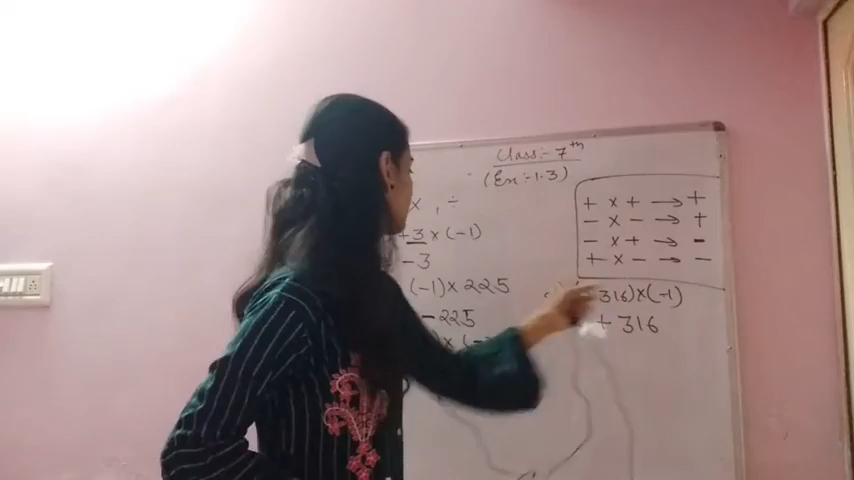 Class :- 7th
(Ex :- 1.3)
x , ÷
+3 x (-1)
-3
(-1) x 225
- 225
x (-
+ x + → +
- x - → +
- x + → -
+ x - → -
316) x (-1)
+ 316